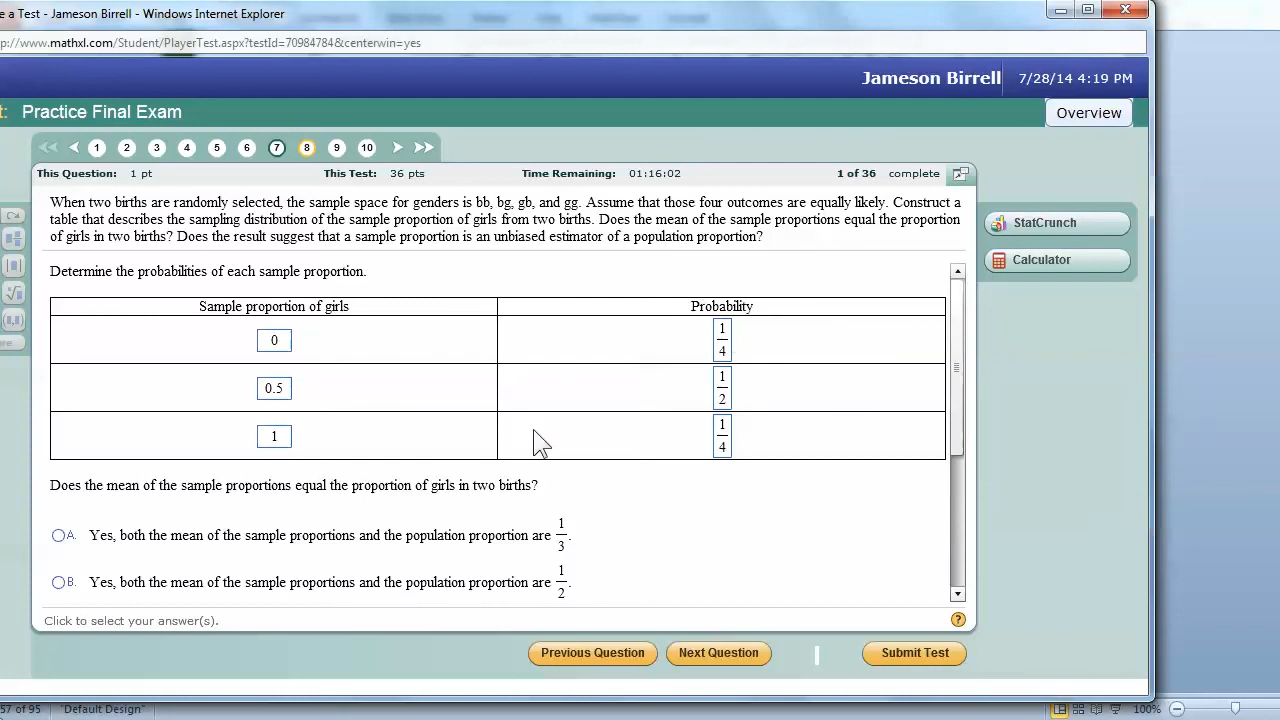 e a Test - Jameson Birrell - Windows Internet Explorer
p://www.mathxl.com/Student/PlayerTest.aspx?testId=70984784&centerwin=yes
Jameson Birrell 7/28/14 4:19 PM
t: Practice Final Exam
Overview
1 2 3 4 5 6 7 8 9 10
This Question: 1 pt This Test: 36 pts Time Remaining: 01:16:02 1 of 36 complete
When two births are randomly selected, the sample space for genders is bb, bg, gb, and gg. Assume that those four outcomes are equally likely. Construct a
table that describes the sampling distribution of the sample proportion of girls from two births. Does the mean of the sample proportions equal the proportion
of girls in two births? Does the result suggest that a sample proportion is an unbiased estimator of a population proportion?
StatCrunch
Calculator
Determine the probabilities of each sample proportion.
Sample proportion of girls Probability
0 1/4
0.5 1/2
1 1/4
Does the mean of the sample proportions equal the proportion of girls in two births?
A. Yes, both the mean of the sample proportions and the population proportion are 1/3.
B. Yes, both the mean of the sample proportions and the population proportion are 1/2.
Click to select your answer(s).
?
Previous Question Next Question Submit Test
57 of 95 "Default Design" 100%